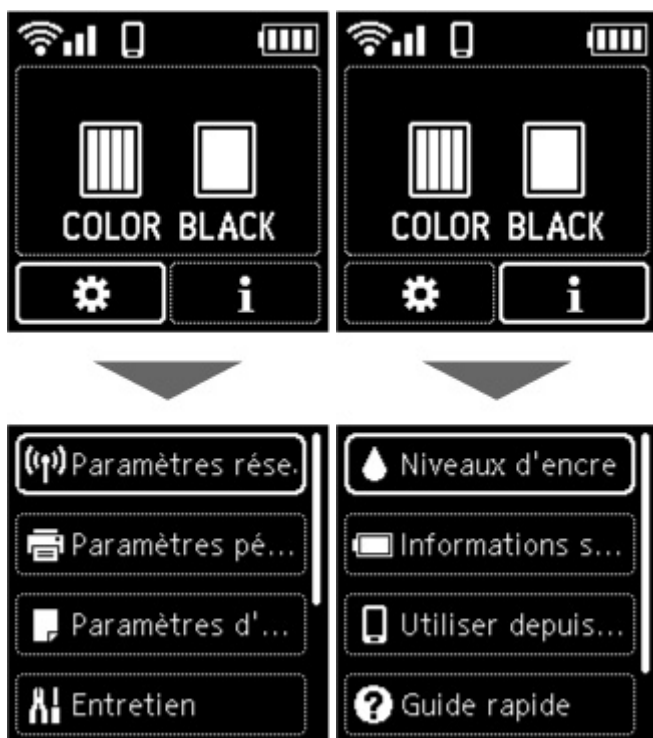 COLOR BLACK
COLOR BLACK
i
i
Paramètres rése.
Paramètres pé...
Paramètres d'...
Entretien
Niveaux d'encre
Informations s...
Utiliser depuis...
? Guide rapide